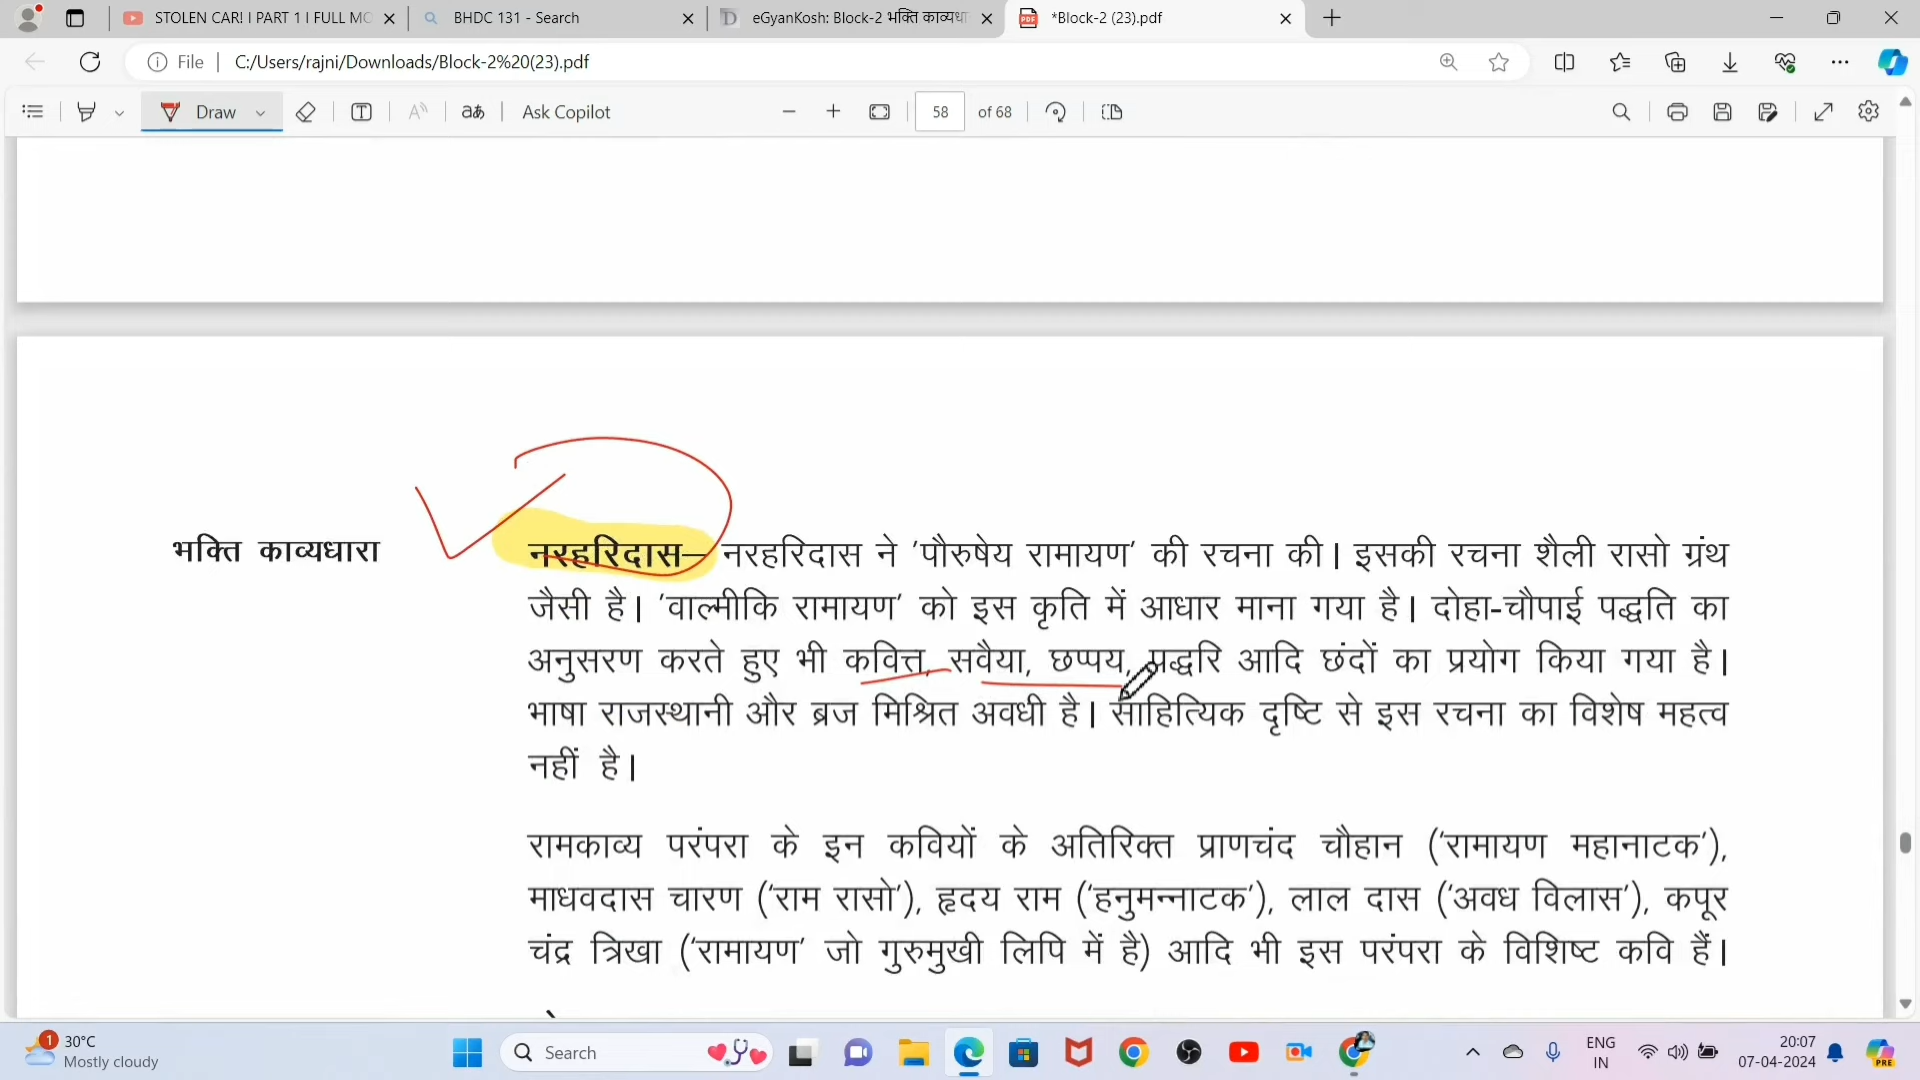 STOLEN CAR! I PART 1 I FULL MO
BHDC 131 - Search
eGyanKosh: Block-2 भक्ति काव्यधा
*Block-2 (23).pdf
File
C:/Users/rajni/Downloads/Block-2%20(23).pdf
Draw
Ask Copilot
58 of 68
भक्ति काव्यधारा
नरहरिदास– नरहरिदास ने 'पौरुषेय रामायण' की रचना की। इसकी रचना शैली रासो ग्रंथ
जैसी है। 'वाल्मीकि रामायण' को इस कृति में आधार माना गया है। दोहा-चौपाई पद्धति का
अनुसरण करते हुए भी कवित्त, सवैया, छप्पय, पद्धरि आदि छंदों का प्रयोग किया गया है।
भाषा राजस्थानी और ब्रज मिश्रित अवधी है। साहित्यिक दृष्टि से इस रचना का विशेष महत्व
नहीं है।
रामकाव्य परंपरा के इन कवियों के अतिरिक्त प्राणचंद चौहान ('रामायण महानाटक'),
माधवदास चारण ('राम रासो'), हृदय राम ('हनुमन्नाटक'), लाल दास ('अवध विलास'), कपूर
चंद्र त्रिखा ('रामायण' जो गुरुमुखी लिपि में है) आदि भी इस परंपरा के विशिष्ट कवि हैं।
1
30°C
Mostly cloudy
Search
ENG
IN
20:07
07-04-2024
PRE